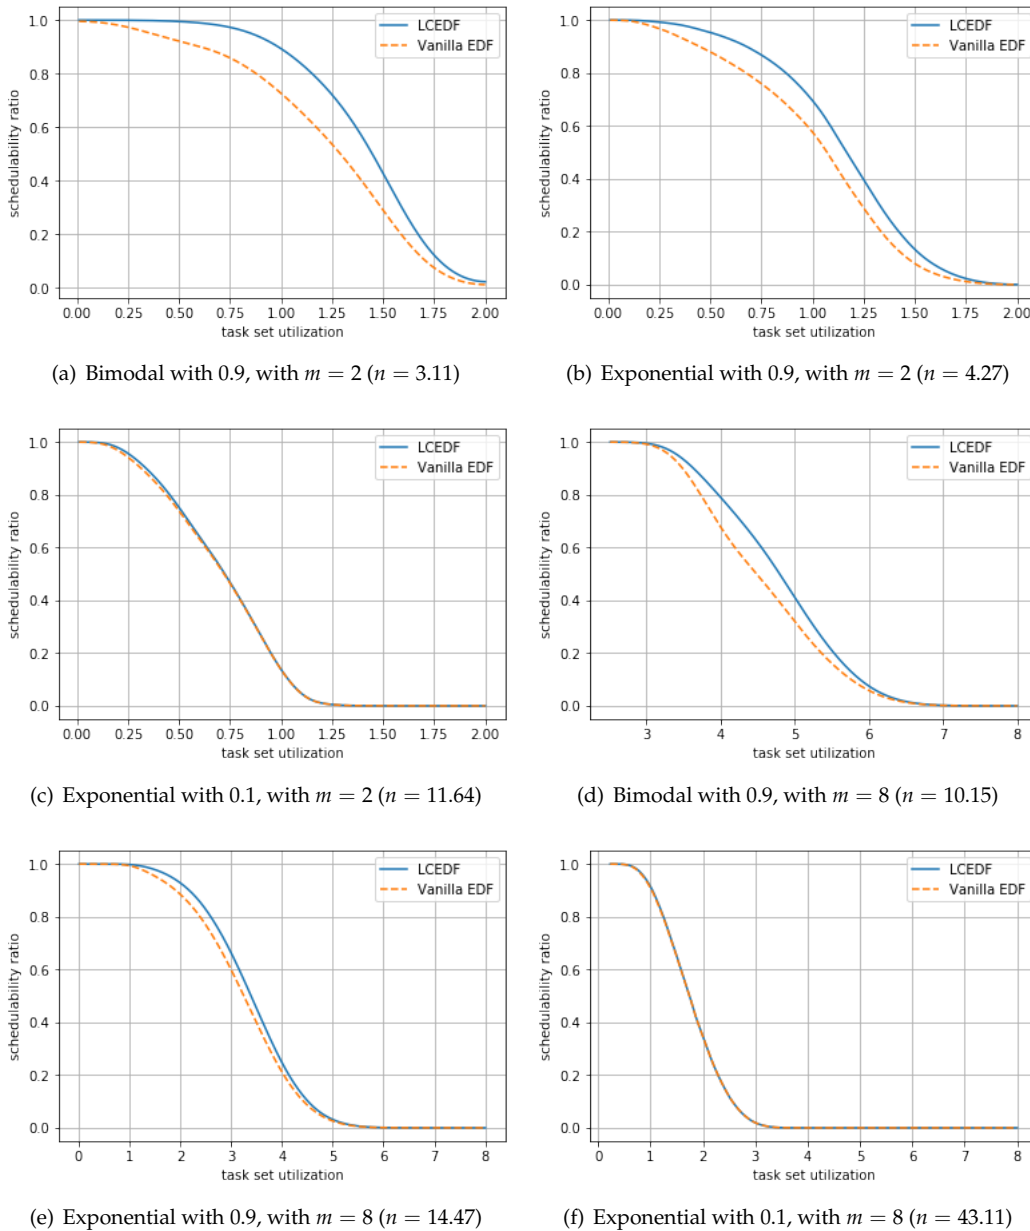 LCEDF
Vanilla EDF
1.0
0.8
0.6
0.4
0.2
0.0
schedulability ratio
0.00 0.25 0.50 0.75 1.00 1.25 1.50 1.75 2.00
task set utilization
(a) Bimodal with 0.9, with m = 2 (n = 3.11)
LCEDF
Vanilla EDF
1.0
0.8
0.6
0.4
0.2
0.0
schedulability ratio
0.00 0.25 0.50 0.75 1.00 1.25 1.50 1.75 2.00
task set utilization
(b) Exponential with 0.9, with m = 2 (n = 4.27)
LCEDF
Vanilla EDF
1.0
0.8
0.6
0.4
0.2
0.0
schedulability ratio
0.00 0.25 0.50 0.75 1.00 1.25 1.50 1.75 2.00
task set utilization
(c) Exponential with 0.1, with m = 2 (n = 11.64)
LCEDF
Vanilla EDF
1.0
0.8
0.6
0.4
0.2
0.0
schedulability ratio
3 4 5 6 7 8
task set utilization
(d) Bimodal with 0.9, with m = 8 (n = 10.15)
LCEDF
Vanilla EDF
1.0
0.8
0.6
0.4
0.2
0.0
schedulability ratio
0 1 2 3 4 5 6 7 8
task set utilization
(e) Exponential with 0.9, with m = 8 (n = 14.47)
LCEDF
Vanilla EDF
1.0
0.8
0.6
0.4
0.2
0.0
schedulability ratio
0 1 2 3 4 5 6 7 8
task set utilization
(f) Exponential with 0.1, with m = 8 (n = 43.11)